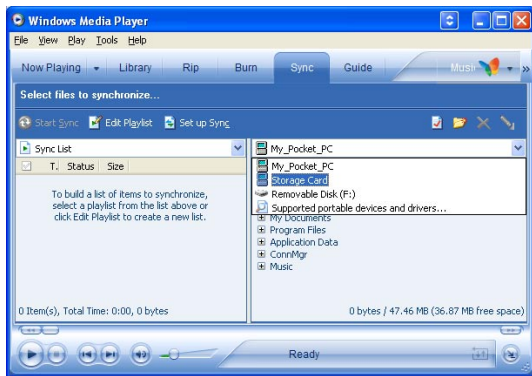 Windows Media Player
File View Play Tools Help
Now Playing Library Rip Burn Sync Guide Music
Select files to synchronize...
Start Sync Edit Playlist Set up Sync
Sync List
My_Pocket_PC
T. Status Size
My_Pocket_PC
Storage Card
Removable Disk (F:)
Supported portable devices and drivers...
To build a list of items to synchronize,
select a playlist from the list above or
click Edit Playlist to create a new list.
My Documents
Program Files
Application Data
ConnMgr
Music
0 Item(s), Total Time: 0:00, 0 bytes
0 bytes / 47.46 MB (36.87 MB free space)
Ready